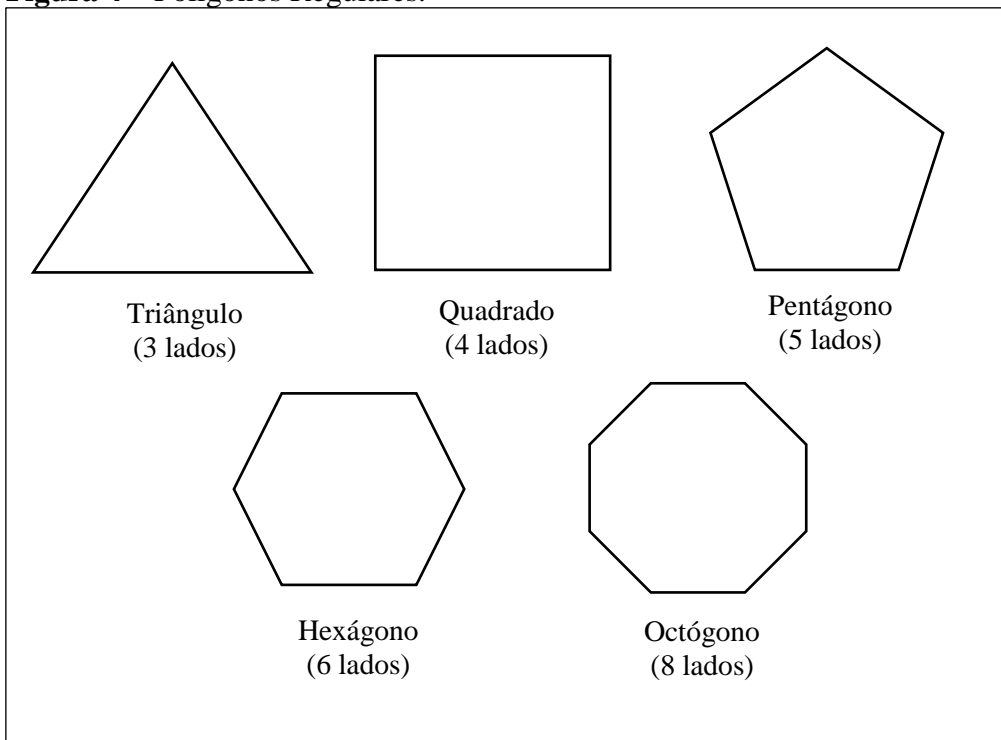 Triângulo
(3 lados)
Quadrado
(4 lados)
Pentágono
(5 lados)
Hexágono
(6 lados)
Octógono
(8 lados)